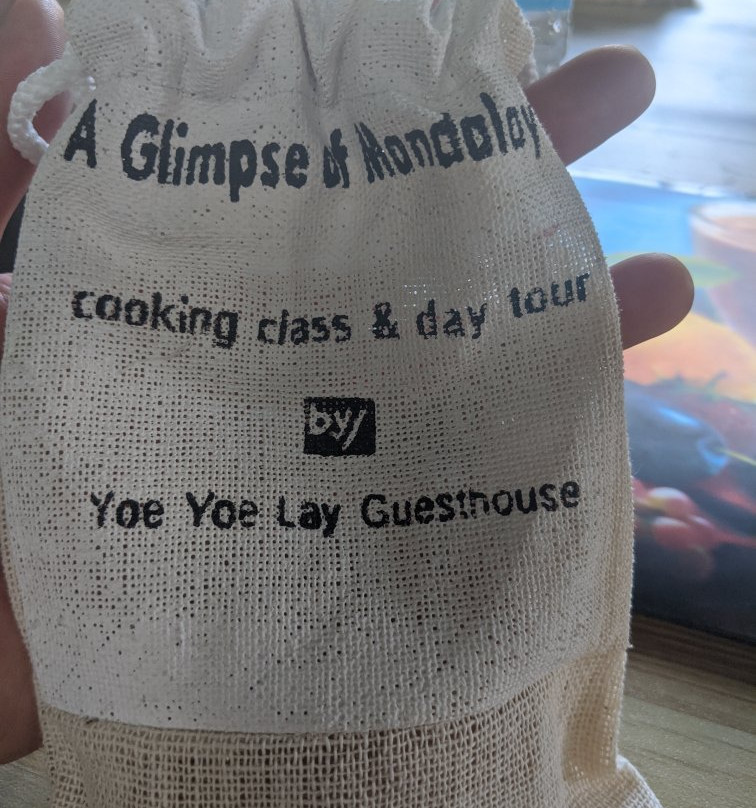 A Glimpse of Mandalay
cooking class & day tour
by/
Yoe Yoe Lay Guesthouse